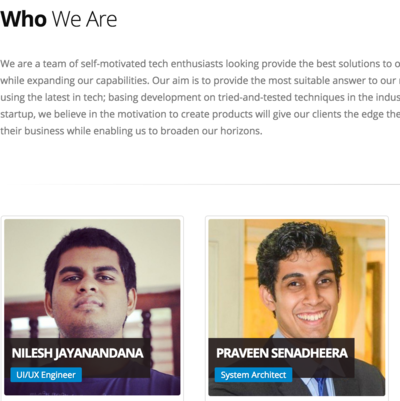 Who We Are
We are a team of self-motivated tech enthusiasts looking provide the best solutions to o
while expanding our capabilities. Our aim is to provide the most suitable answer to our
using the latest in tech; basing development on tried-and-tested techniques in the indus
startup, we believe in the motivation to create products will give our clients the edge the
their business while enabling us to broaden our horizons.
NILESH JAYANANDANA
UI/UX Engineer
PRAVEEN SENADHEERA
System Architect